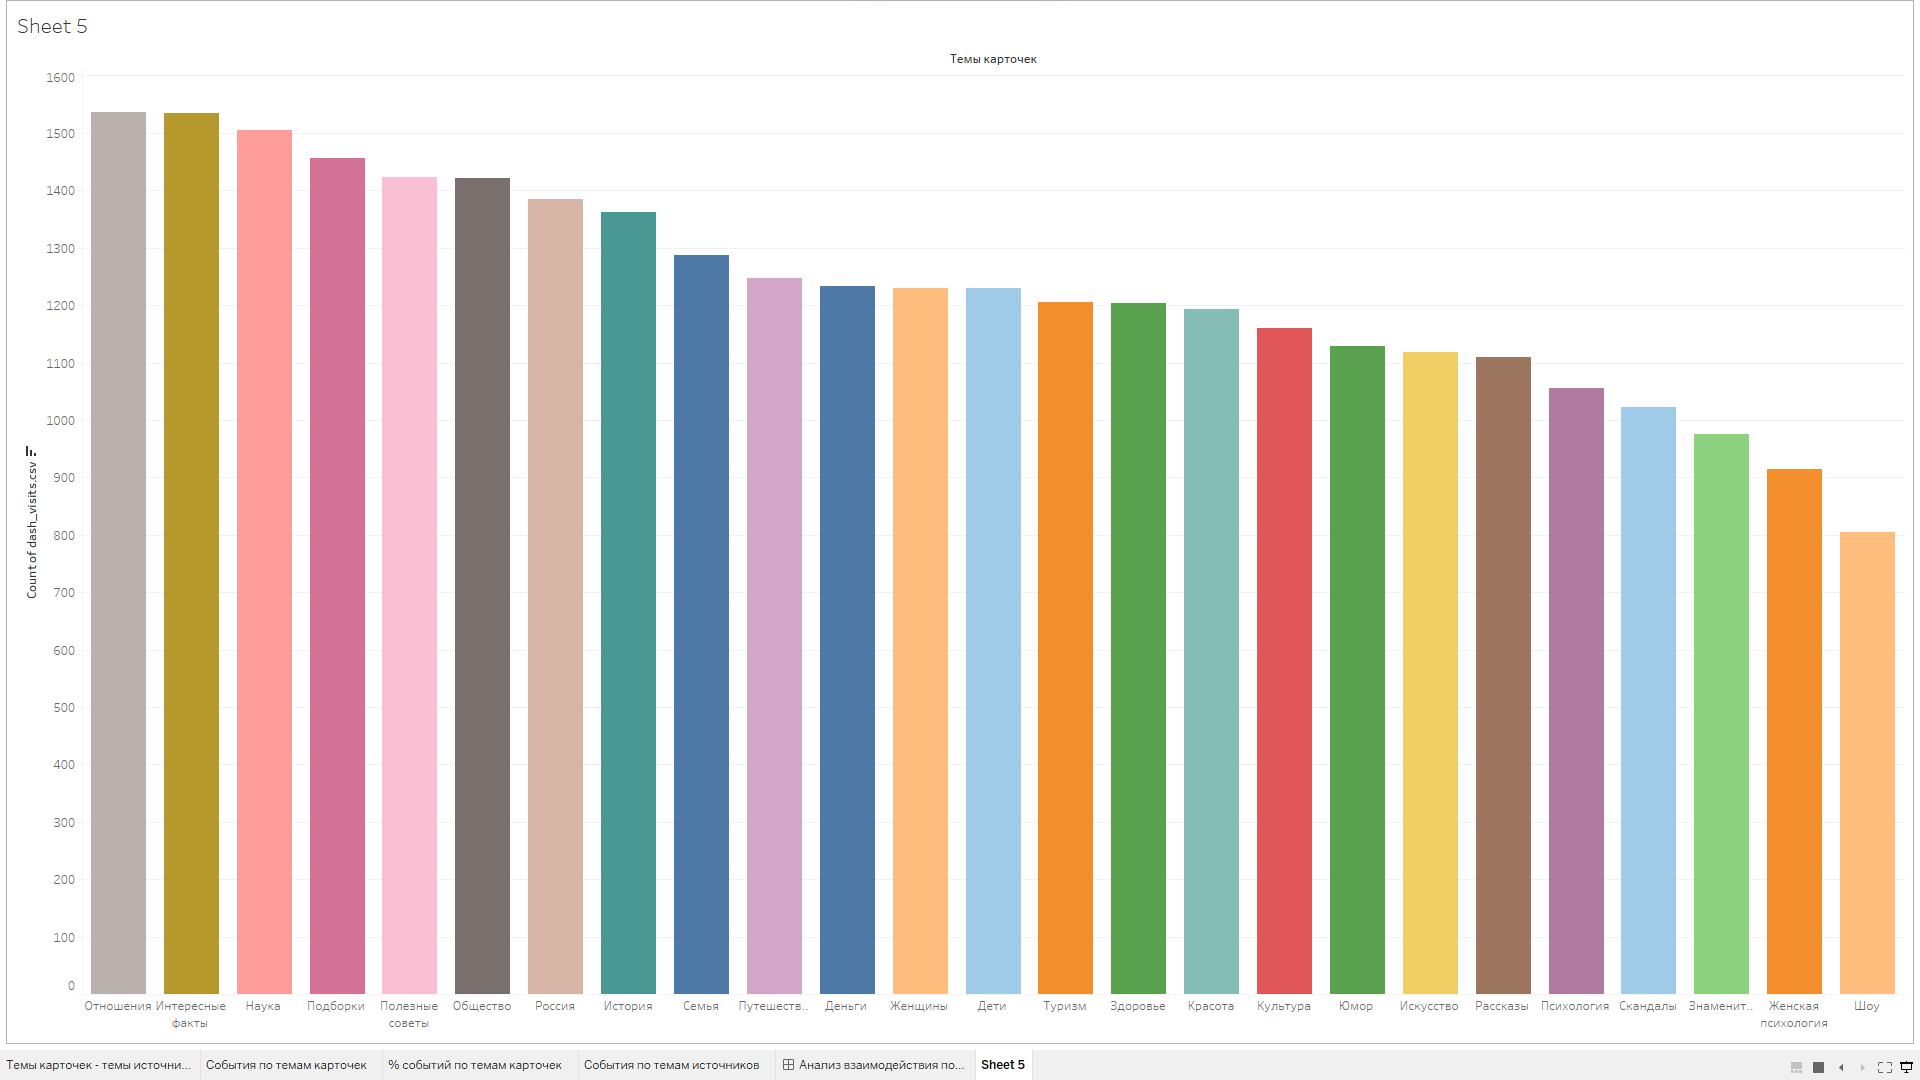 Sheet 5
Темы карточек
1600
1500
1400
1300
1200
1100
1000
900
800
700
600
500
400
300
200
100
0
Count of dash_visits.csv
Отношения
Интересные
факты
Наука
Подборки
Полезные
советы
Общество
Россия
История
Семья
Путешеств..
Деньги
Женщины
Дети
Туризм
Здоровье
Красота
Культура
Юмор
Искусство
Рассказы
Психология
Скандалы
Знаменит..
Женская
психология
Шоу
Темы карточек - темы источни...
События по темам карточек
% событий по темам карточек
События по темам источников
Анализ взаимодействия по...
Sheet 5